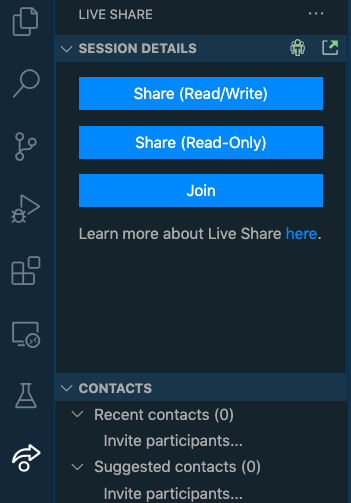 LIVE SHARE
SESSION DETAILS
Share (Read/Write)
Share (Read-Only)
Join
Learn more about Live Share here.
CONTACTS
Recent contacts (0)
Invite participants...
Suggested contacts (0)
Invite participants...